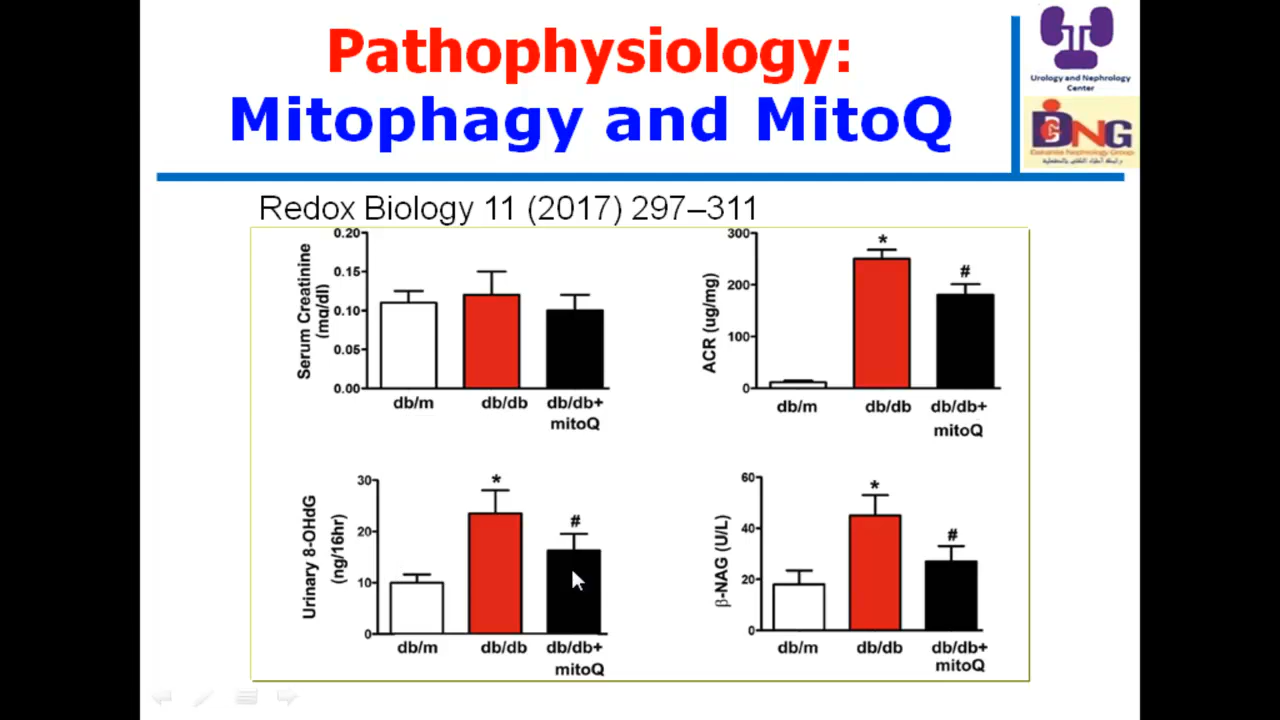 Pathophysiology:
Mitophagy and MitoQ
Urology and Nephrology
Center
DNG
Dakahlia Nephrology Group
Redox Biology 11 (2017) 297–311
Serum Creatinine
(mg/dl)
0.20
0.15
0.10
0.05
0.00
db/m
db/db
db/db+
mitoQ
ACR (ug/mg)
300
200
100
0
*
#
db/m
db/db
db/db+
mitoQ
Urinary 8-OHdG
(ng/16hr)
30
20
10
0
*
#
db/m
db/db
db/db+
mitoQ
β-NAG (U/L)
60
40
20
0
*
#
db/m
db/db
db/db+
mitoQ